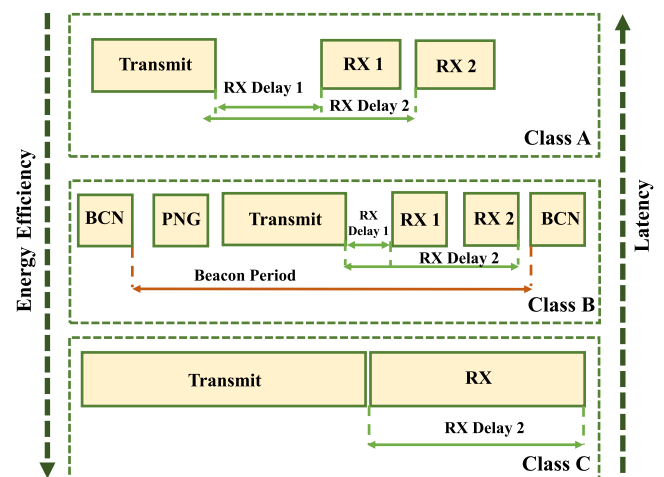 Transmit
RX 1
RX 2
RX Delay 1
RX Delay 2
Class A
Energy Efficiency
Latency
BCN
PNG
Transmit
RX
Delay 1
RX 1
RX 2
BCN
RX Delay 2
Beacon Period
Class B
Transmit
RX
RX Delay 2
Class C